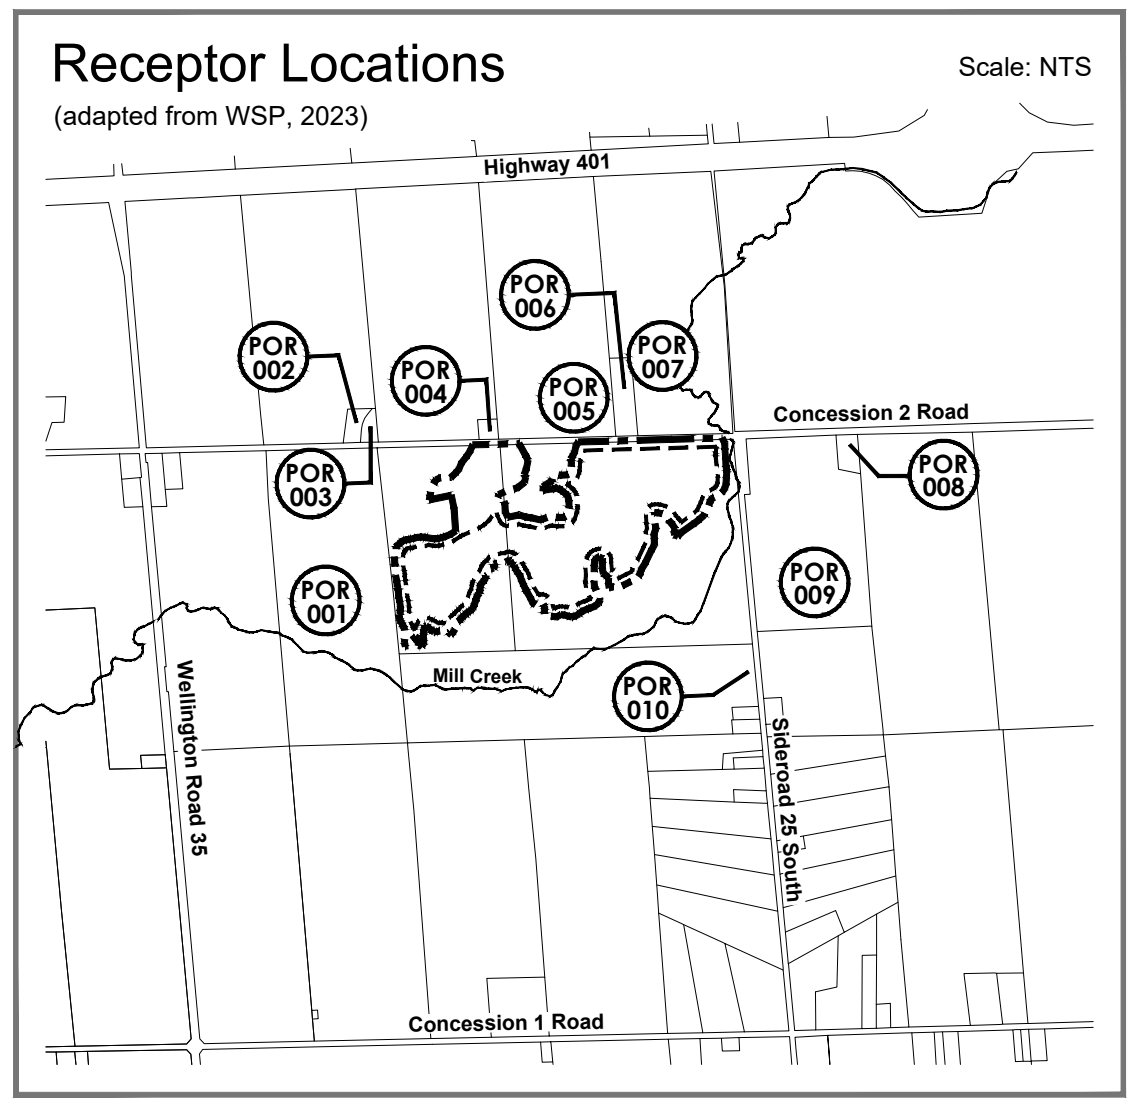 Receptor Locations
Scale: NTS
(adapted from WSP, 2023)
Highway 401
POR
006
POR
002
POR
007
POR
004
POR
005
Concession 2 Road
POR
003
POR
008
POR
001
POR
009
Mill Creek
POR
010
Wellington Road 35
Sideroad 25 South
Concession 1 Road